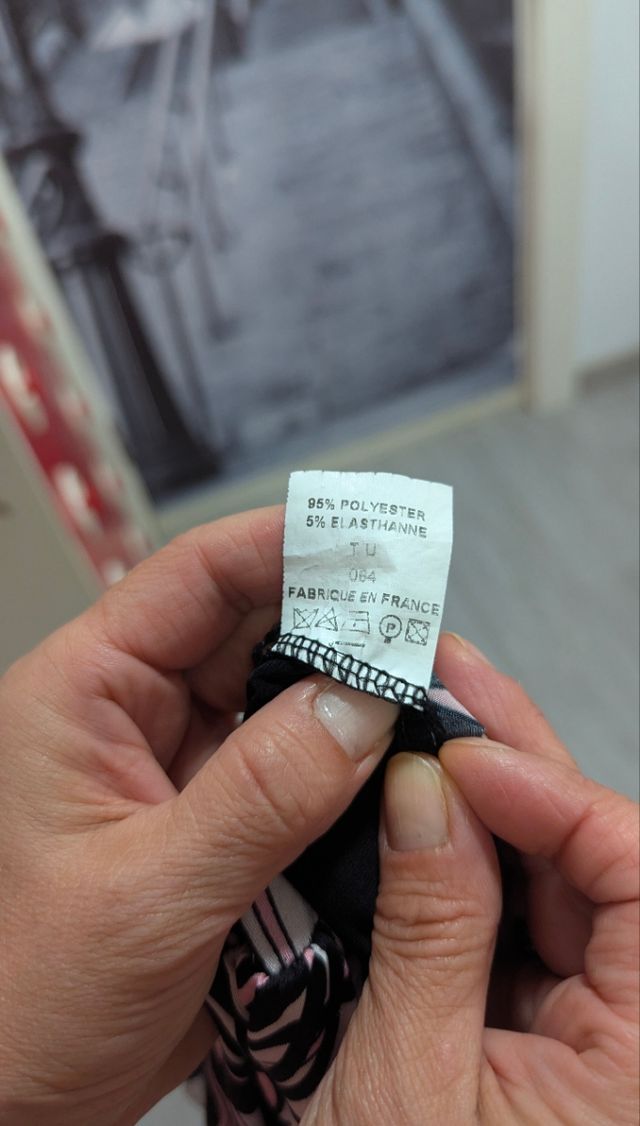 95% POLYESTER
5% ELASTHANNE
T U
064
FABRIQUE EN FRANCE
P